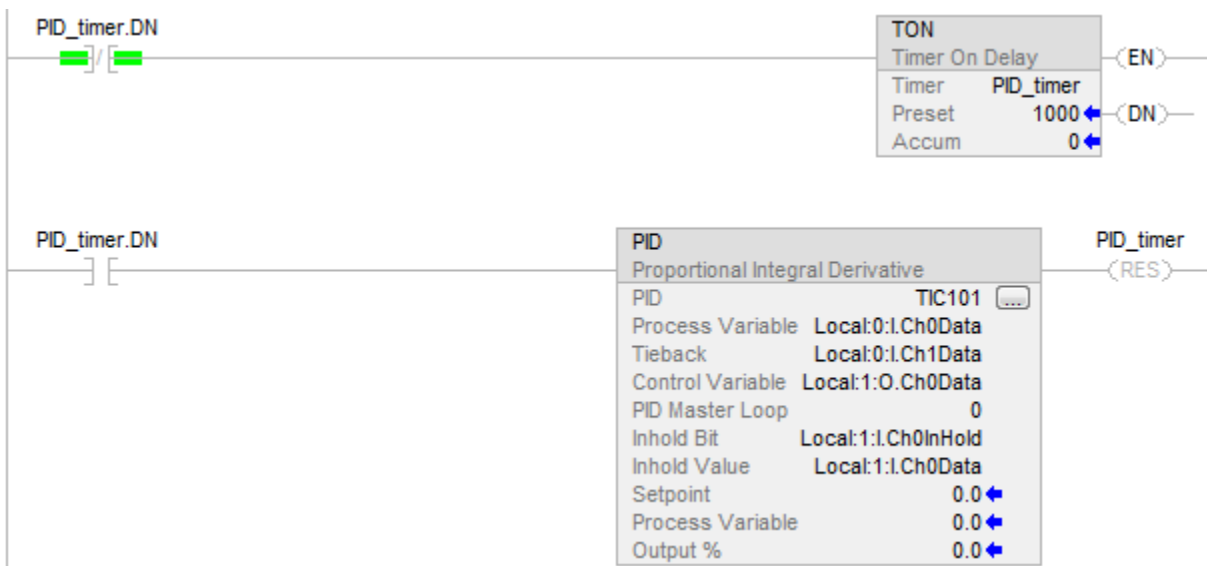 PID_timer.DN
TON
Timer On Delay
EN
Timer PID_timer
Preset 1000
DN
Accum 0
PID_timer.DN
PID
PID_timer
Proportional Integral Derivative
RES
PID TIC101 ...
Process Variable Local:0:I.Ch0Data
Tieback Local:0:I.Ch1Data
Control Variable Local:1:O.Ch0Data
PID Master Loop 0
Inhold Bit Local:1:I.Ch0InHold
Inhold Value Local:1:I.Ch0Data
Setpoint 0.0
Process Variable 0.0
Output % 0.0